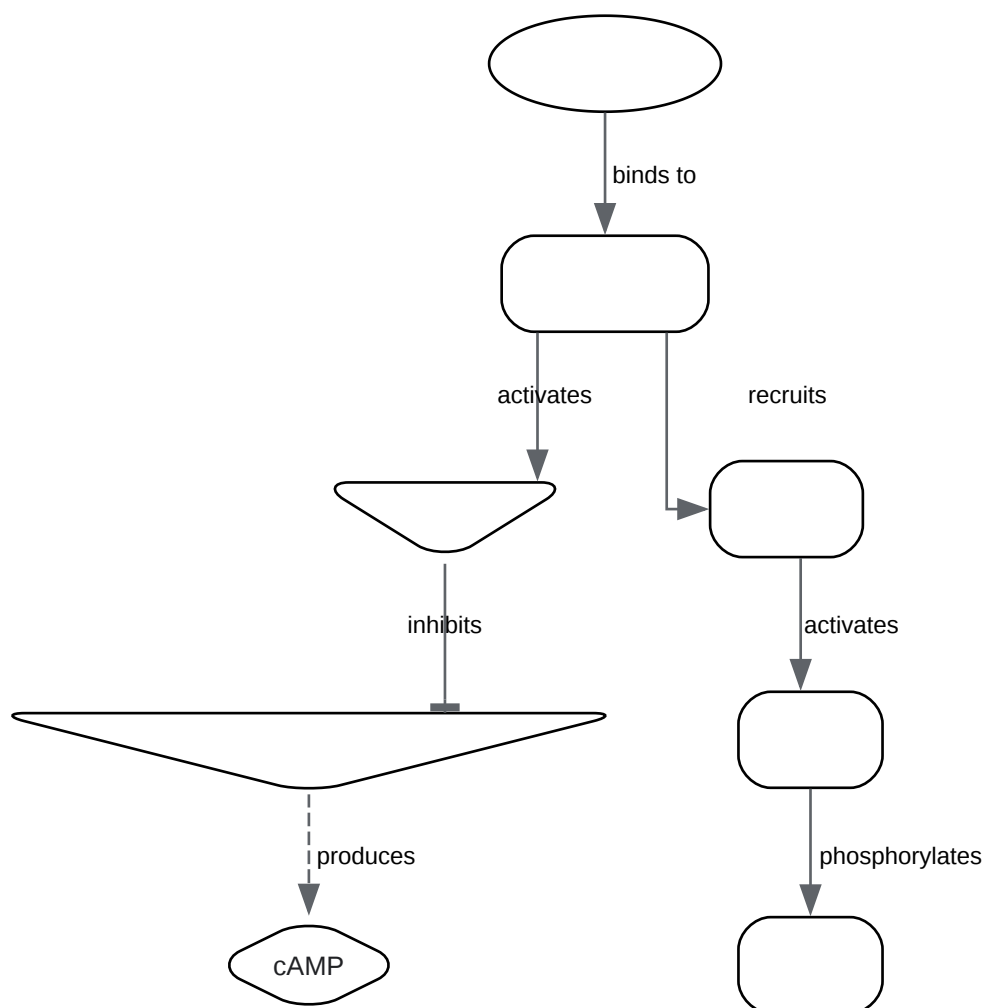 binds to
activates
recruits
inhibits
activates
produces
phosphorylates
cAMP